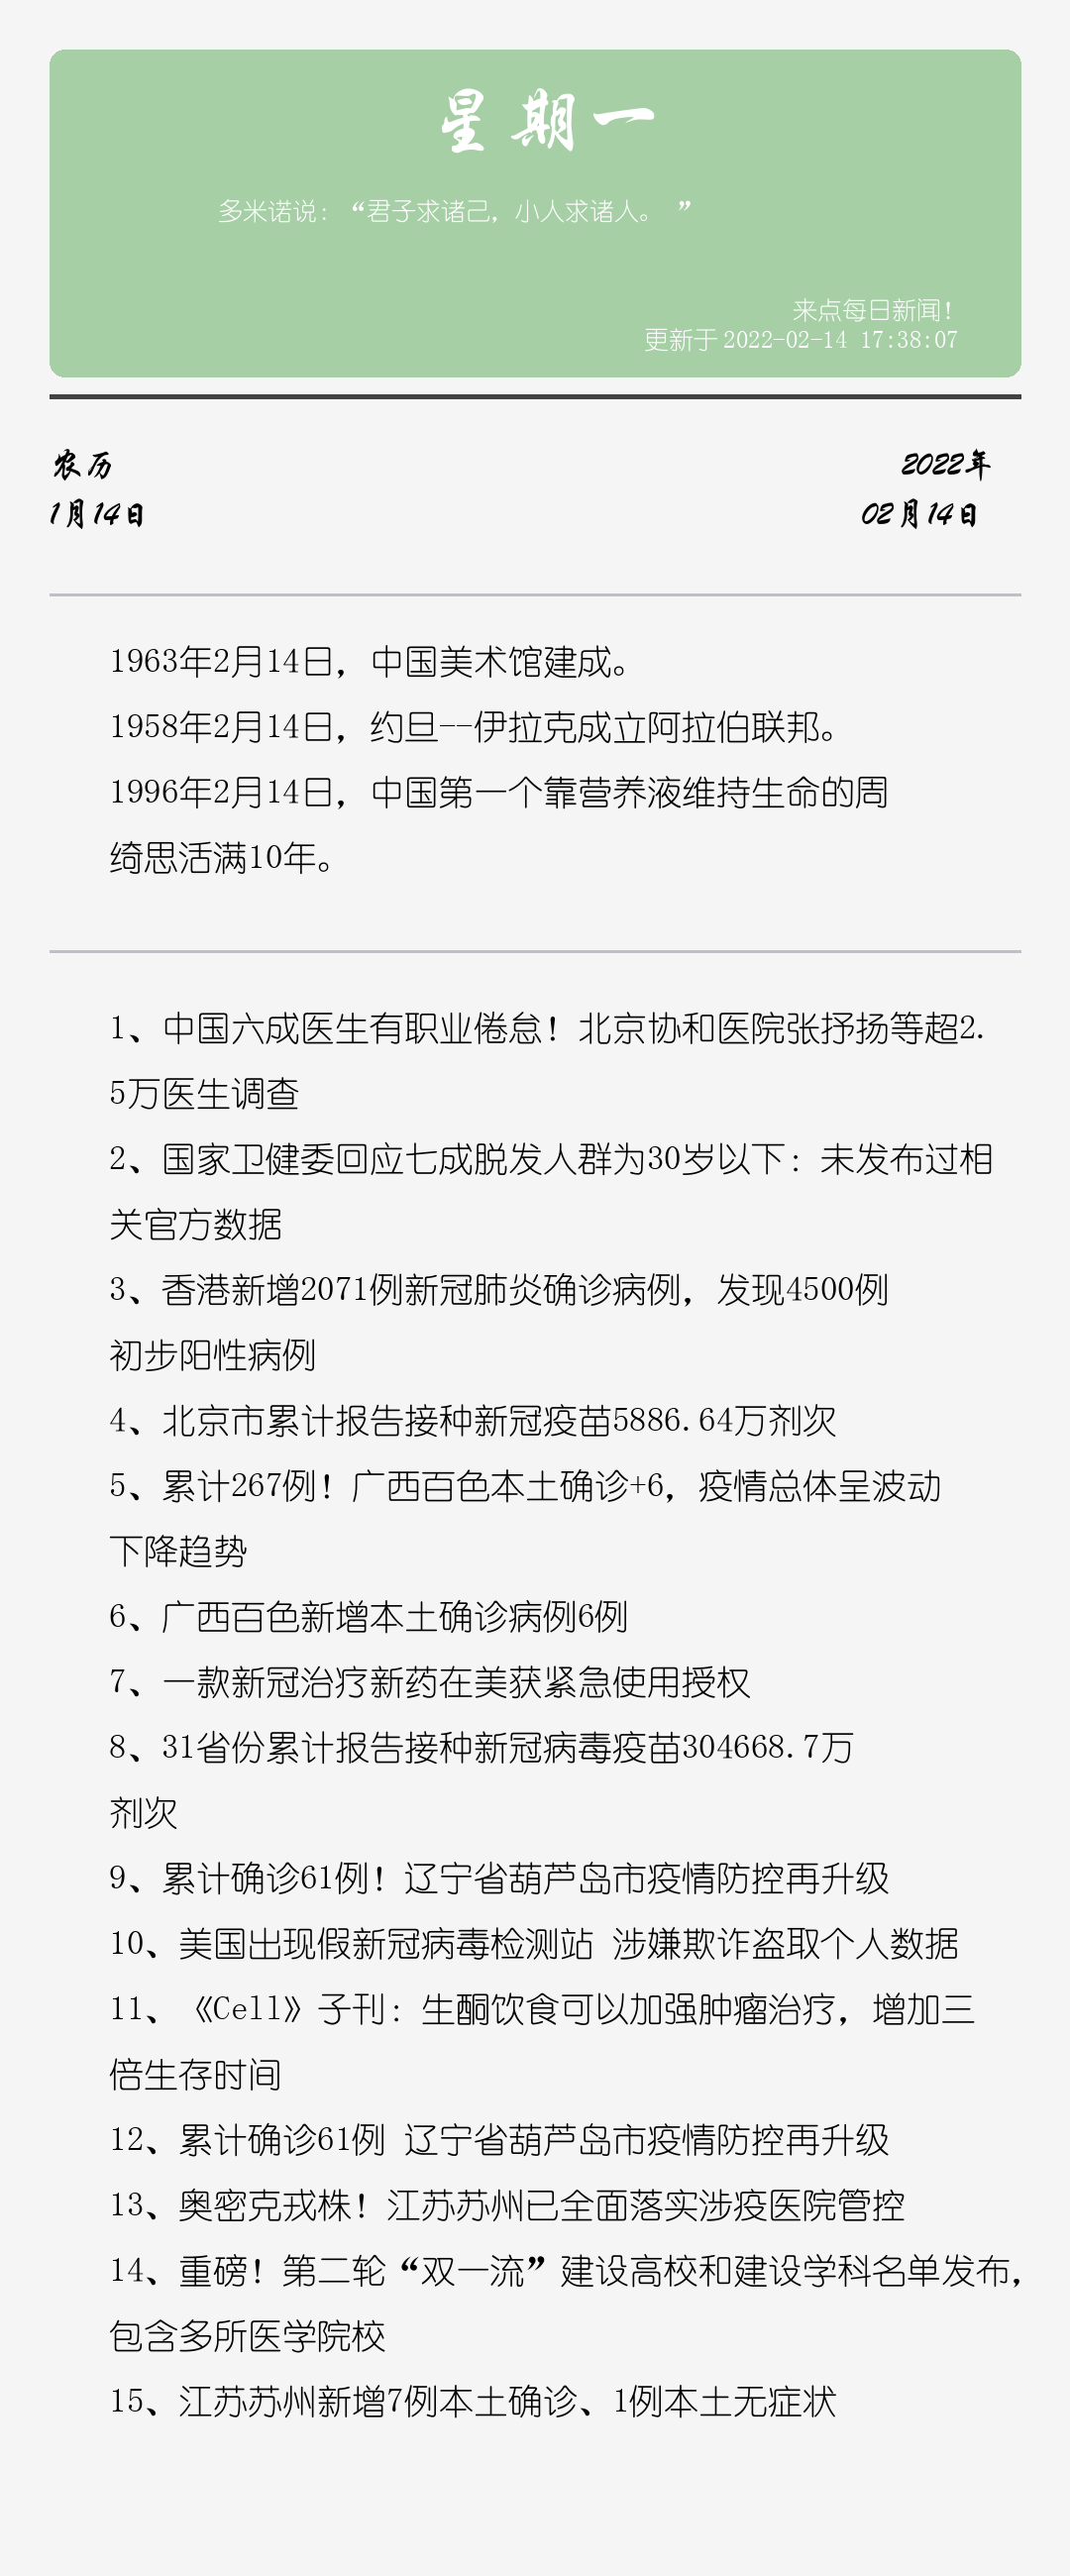 星期一
多米诺说：“君子求诸己，小人求诸人。 ”
来点每日新闻！
更新于 2022-02-14 17:38:07
农历
2022年
1月14日
02月14日
1963年2月14日，中国美术馆建成。
1958年2月14日，约旦--伊拉克成立阿拉伯联邦。
1996年2月14日，中国第一个靠营养液维持生命的周
绮思活满10年。
1、中国六成医生有职业倦怠！北京协和医院张抒扬等超2.
5万医生调查
2、国家卫健委回应七成脱发人群为30岁以下：未发布过相
关官方数据
3、香港新增2071例新冠肺炎确诊病例，发现4500例
初步阳性病例
4、北京市累计报告接种新冠疫苗5886.64万剂次
5、累计267例！广西百色本土确诊+6，疫情总体呈波动
下降趋势
6、广西百色新增本土确诊病例6例
7、一款新冠治疗新药在美获紧急使用授权
8、31省份累计报告接种新冠病毒疫苗304668.7万
剂次
9、累计确诊61例！辽宁省葫芦岛市疫情防控再升级
10、美国出现假新冠病毒检测站 涉嫌欺诈盗取个人数据
11、《Cell》子刊：生酮饮食可以加强肿瘤治疗，增加三
倍生存时间
12、累计确诊61例 辽宁省葫芦岛市疫情防控再升级
13、奥密克戎株！江苏苏州已全面落实涉疫医院管控
14、重磅！第二轮“双一流”建设高校和建设学科名单发布，
包含多所医学院校
15、江苏苏州新增7例本土确诊、1例本土无症状